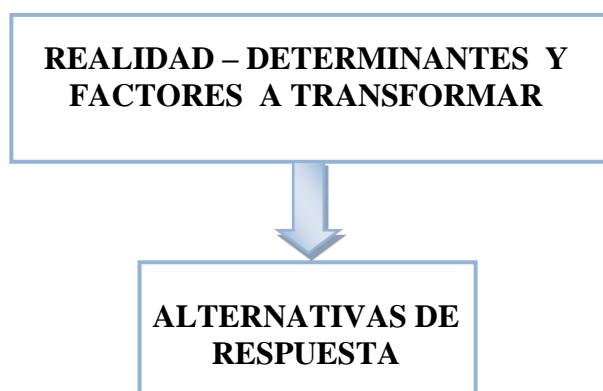 REALIDAD – DETERMINANTES Y
FACTORES A TRANSFORMAR
ALTERNATIVAS DE
RESPUESTA